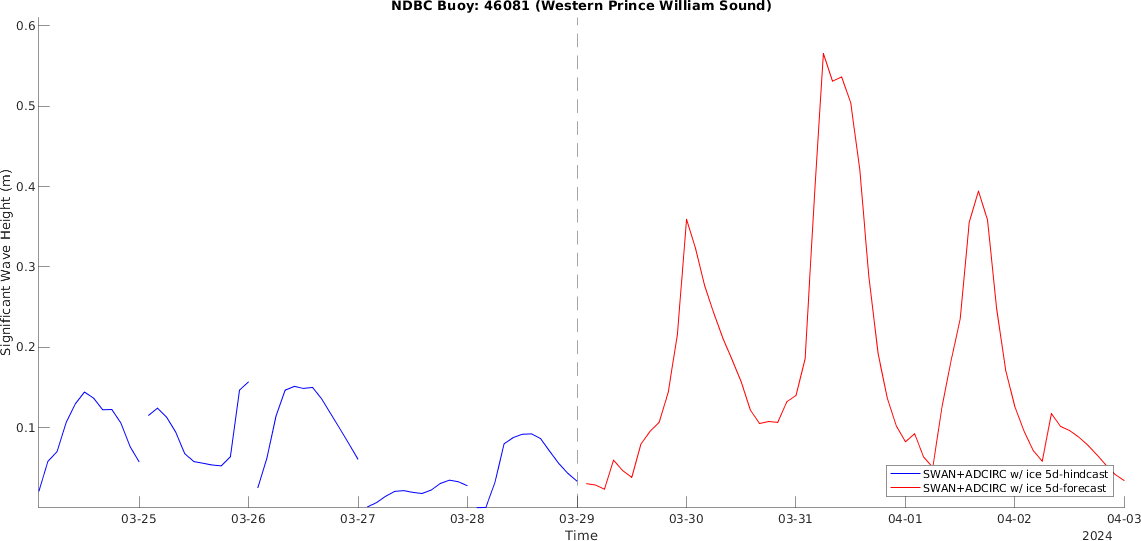 NDBC Buoy: 46081 (Western Prince William Sound)
0.6
0.5
0.4
0.3
0.2
0.1
Significant Wave Height (m)
SWAN+ADCIRC w/ ice 5d-hindcast
SWAN+ADCIRC w/ ice 5d-forecast
03-25 03-26 03-27 03-28 03-29 03-30 03-31 04-01 04-02 04-03
Time
2024